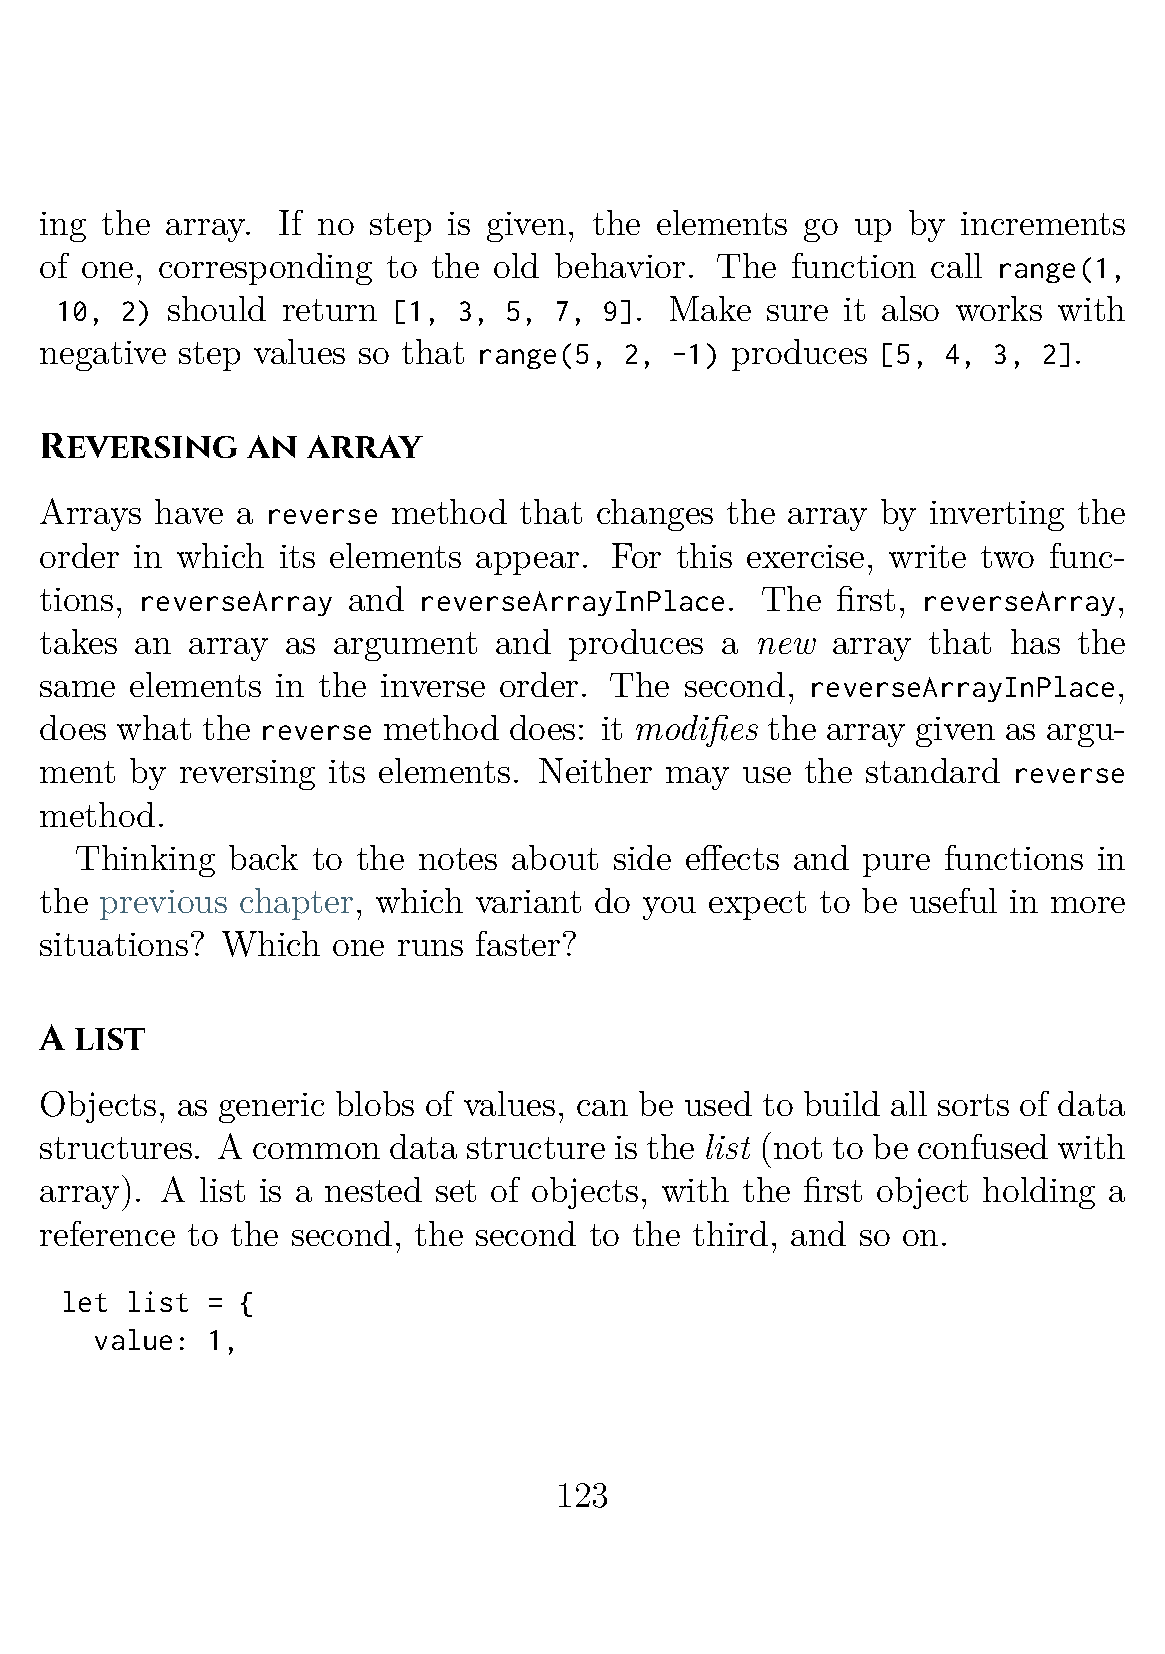 ing the array. If no step is given, the elements go up by increments
of one, corresponding to the old behavior. The function call range(1,
10, 2) should return [1, 3, 5, 7, 9]. Make sure it also works with
negative step values so that range(5, 2, -1) produces [5, 4, 3, 2].
Reversing an array
Arrays have a reverse method that changes the array by inverting the
order in which its elements appear. For this exercise, write two func-
tions, reverseArray and reverseArrayInPlace. The first, reverseArray,
takes an array as argument and produces a new array that has the
same elements in the inverse order. The second, reverseArrayInPlace,
does what the reverse method does: it modifies the array given as argu-
ment by reversing its elements. Neither may use the standard reverse
method.
Thinking back to the notes about side effects and pure functions in
the previous chapter, which variant do you expect to be useful in more
situations? Which one runs faster?
A list
Objects, as generic blobs of values, can be used to build all sorts of data
structures. A common data structure is the list (not to be confused with
array). A list is a nested set of objects, with the first object holding a
reference to the second, the second to the third, and so on.
let list = {
  value: 1,
123